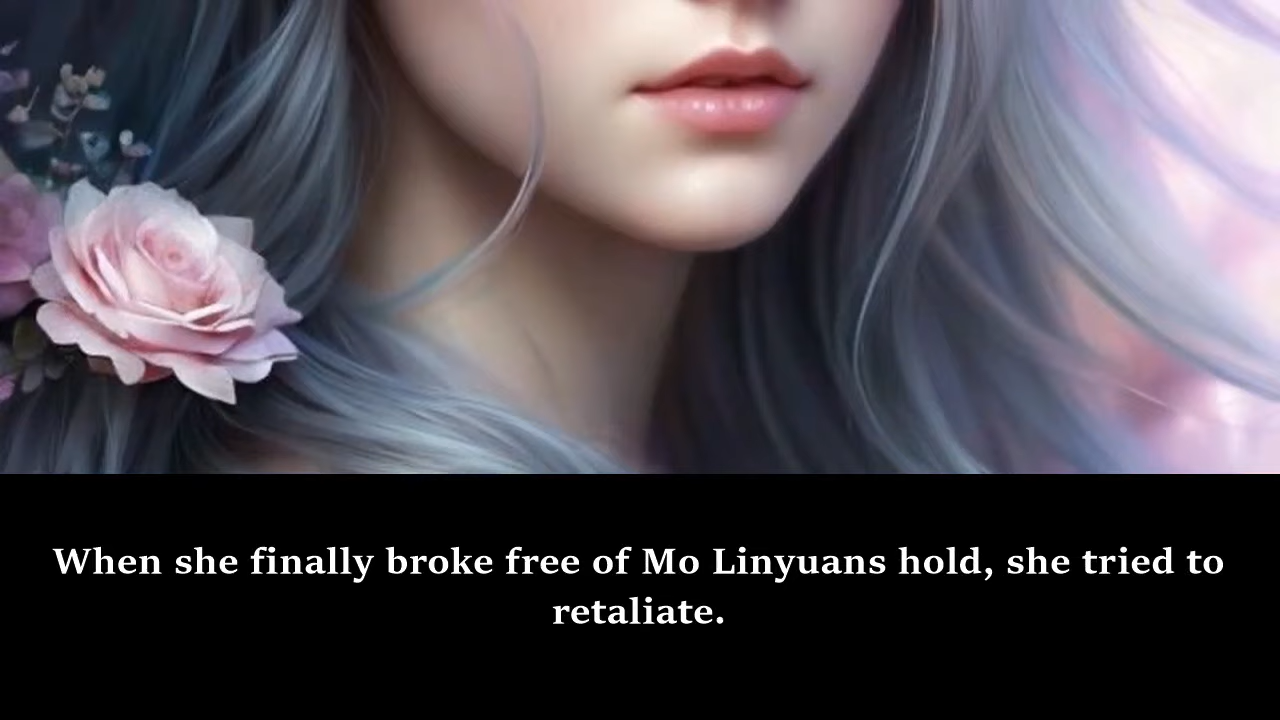 When she finally broke free of Mo Linyuans hold, she tried to
retaliate.